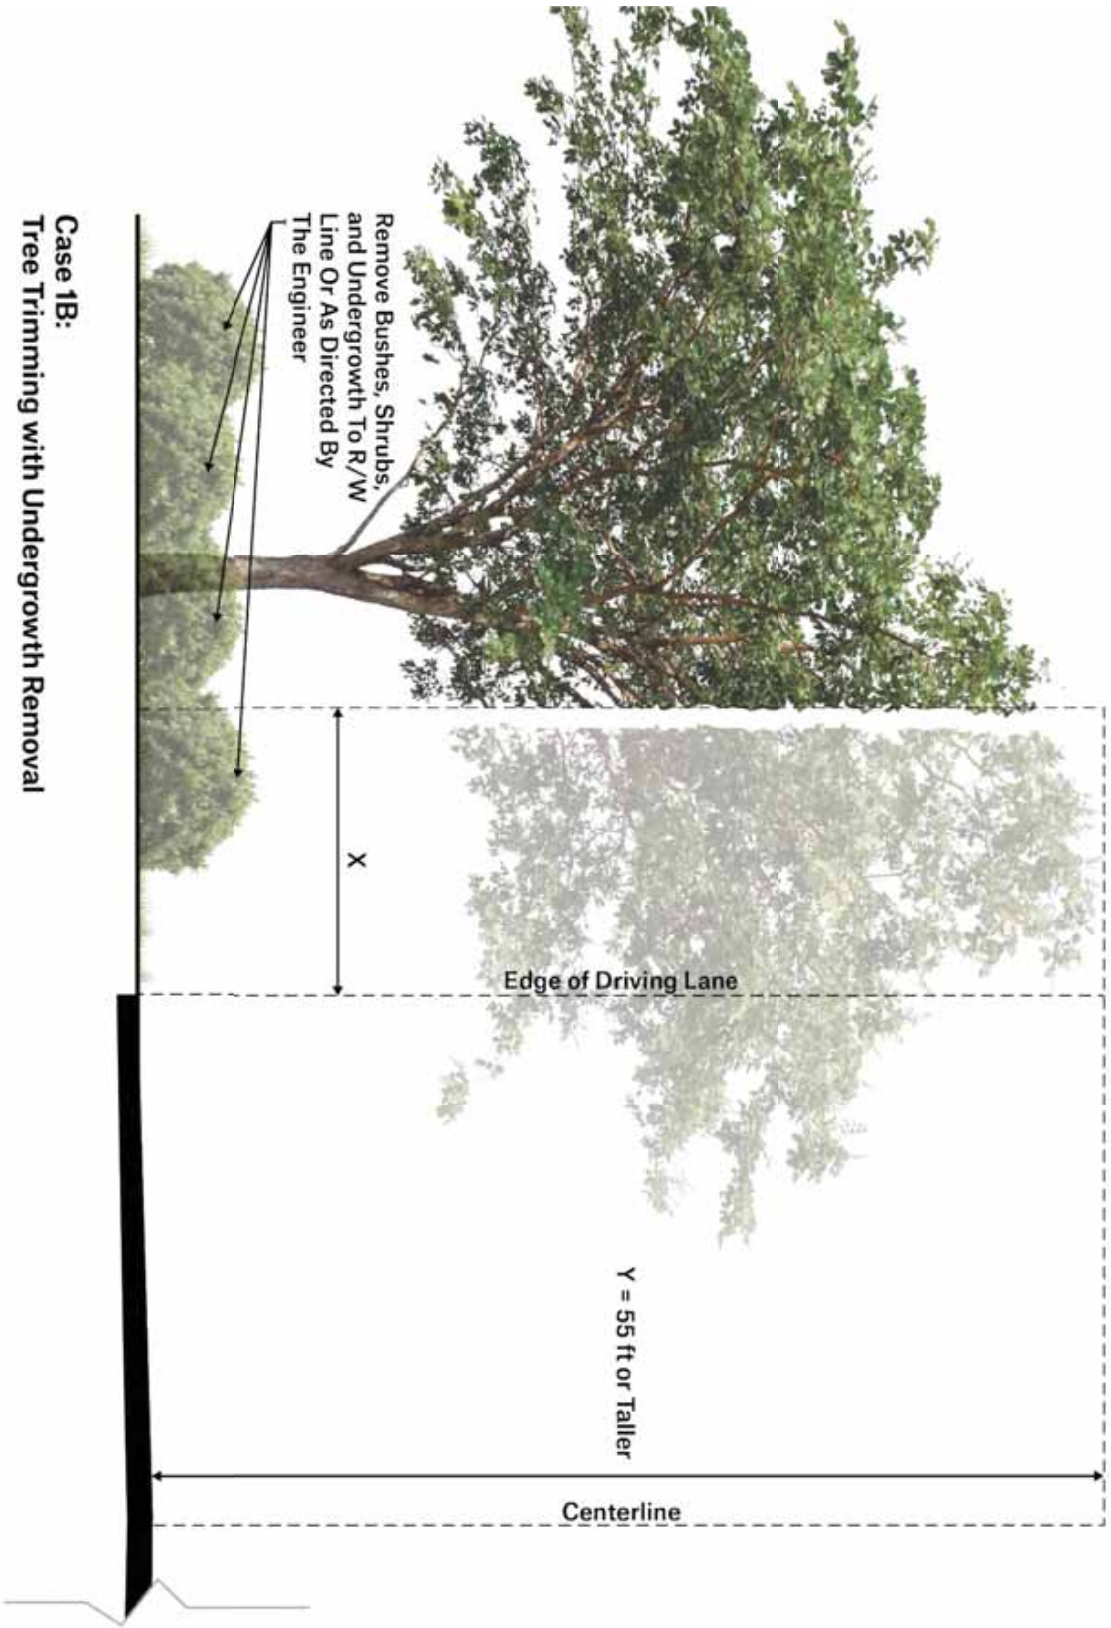 Remove Bushes, Shrubs,
and Undergrowth To R/W
Line Or As Directed By
The Engineer
X
Edge of Driving Lane
Y = 55 ft or Taller
Centerline
Case 1B:
Tree Trimming with Undergrowth Removal